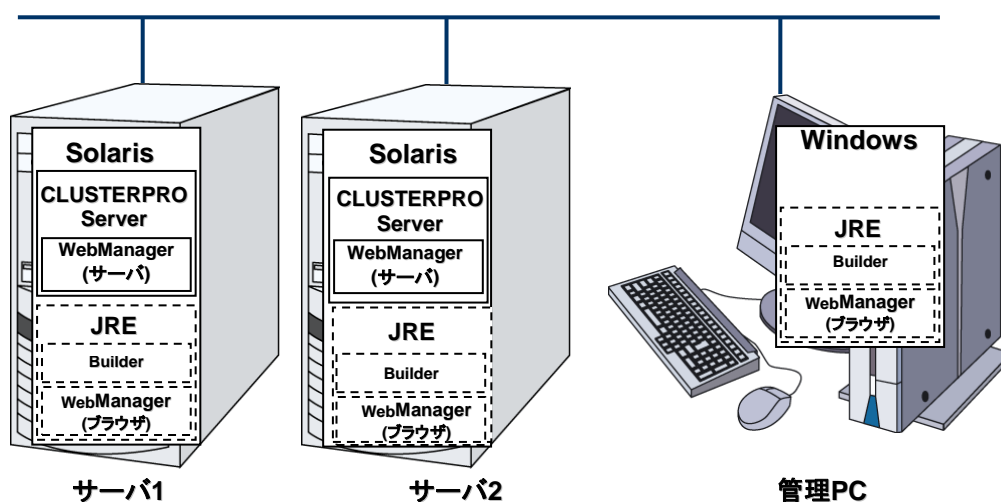 Solaris
CLUSTERPRO
Server
WebManager
(サーバ)
JRE
Builder
WebManager
(ブラウザ)
サーバ1
Solaris
CLUSTERPRO
Server
WebManager
(サーバ)
JRE
Builder
WebManager
(ブラウザ)
サーバ2
Windows
JRE
Builder
WebManager
(ブラウザ)
管理PC